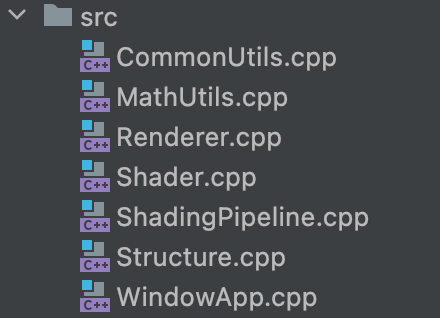 src
C++ CommonUtils.cpp
C++ MathUtils.cpp
C++ Renderer.cpp
C++ Shader.cpp
C++ ShadingPipeline.cpp
C++ Structure.cpp
C++ WindowApp.cpp